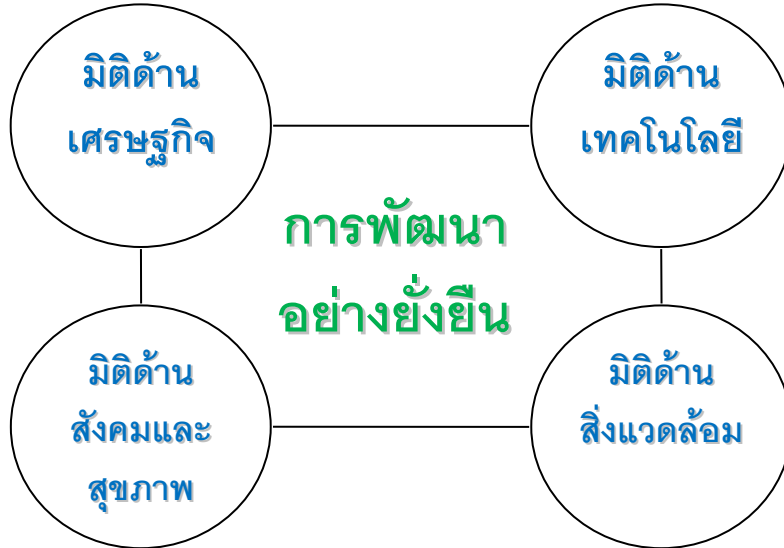 มิติด้าน
เศรษฐกิจ
มิติด้าน
เทคโนโลยี
การพัฒนา
อย่างยั่งยืน
มิติด้าน
สังคมและ
สุขภาพ
มิติด้าน
สิ่งแวดล้อม